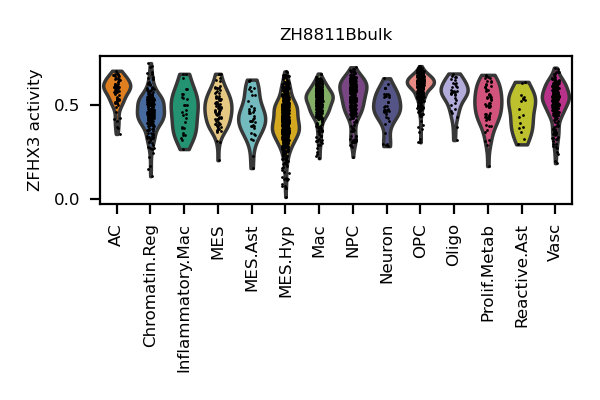 ZH8811Bbulk
ZFHX3 activity
0.5
0.0
AC
Chromatin.Reg
Inflammatory.Mac
MES
MES.Ast
MES.Hyp
Mac
NPC
Neuron
OPC
Oligo
Prolif.Metab
Reactive.Ast
Vasc